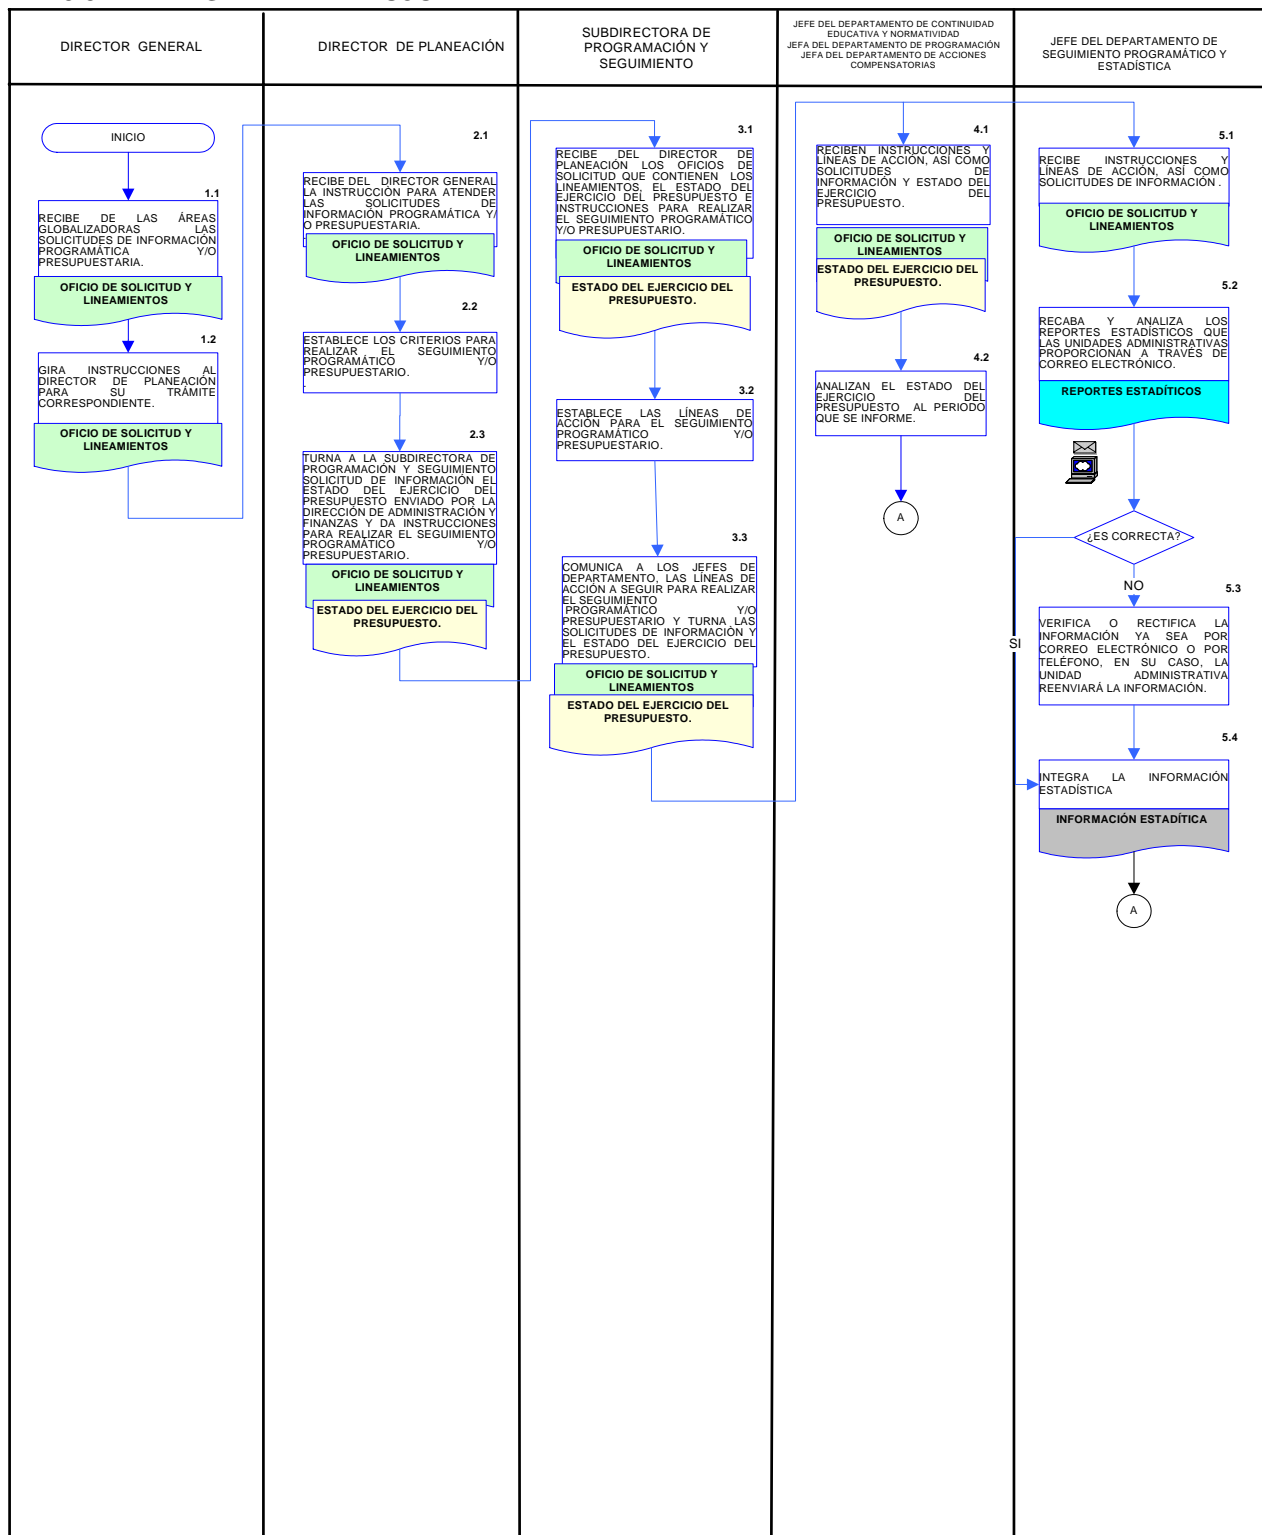 DIRECTOR GENERAL
DIRECTOR DE PLANEACIÓN
SUBDIRECTORA DE
PROGRAMACIÓN Y
SEGUIMIENTO
JEFE DEL DEPARTAMENTO DE CONTINUIDAD
EDUCATIVA Y NORMATIVIDAD
JEFA DEL DEPARTAMENTO DE PROGRAMACIÓN
JEFA DEL DEPARTAMENTO DE ACCIONES
COMPENSATORIAS
JEFE DEL DEPARTAMENTO DE
SEGUIMIENTO PROGRAMÁTICO Y
ESTADÍSTICA
INICIO
1.1
RECIBE DE LAS ÁREAS
GLOBALIZADORAS LAS
SOLICITUDES DE INFORMACIÓN
PROGRAMÁTICA Y/O
PRESUPUESTARIA.
OFICIO DE SOLICITUD Y
LINEAMIENTOS
1.2
GIRA INSTRUCCIONES AL
DIRECTOR DE PLANEACIÓN
PARA SU TRÁMITE
CORRESPONDIENTE.
OFICIO DE SOLICITUD Y
LINEAMIENTOS
2.1
RECIBE DEL DIRECTOR GENERAL
LA INSTRUCCIÓN PARA ATENDER
LAS SOLICITUDES DE
INFORMACIÓN PROGRAMÁTICA Y/
O PRESUPUESTARIA.
OFICIO DE SOLICITUD Y
LINEAMIENTOS
2.2
ESTABLECE LOS CRITERIOS PARA
REALIZAR EL SEGUIMIENTO
PROGRAMÁTICO Y/O
PRESUPUESTARIO.
.
2.3
TURNA A LA SUBDIRECTORA DE
PROGRAMACIÓN Y SEGUIMIENTO
SOLICITUD DE INFORMACIÓN EL
ESTADO DEL EJERCICIO DEL
PRESUPUESTO ENVIADO POR LA
DIRECCIÓN DE ADMINISTRACIÓN Y
FINANZAS Y DA INSTRUCCIONES
PARA REALIZAR EL SEGUIMIENTO
PROGRAMÁTICO Y/O
PRESUPUESTARIO.
OFICIO DE SOLICITUD Y
LINEAMIENTOS
ESTADO DEL EJERCICIO DEL
PRESUPUESTO.
3.1
RECIBE DEL DIRECTOR DE
PLANEACIÓN LOS OFICIOS DE
SOLICITUD QUE CONTIENEN LOS
LINEAMIENTOS, EL ESTADO DEL
EJERCICIO DEL PRESUPUESTO E
INSTRUCCIONES PARA REALIZAR
EL SEGUIMIENTO PROGRAMÁTICO
Y/O PRESUPUESTARIO.
OFICIO DE SOLICITUD Y
LINEAMIENTOS
ESTADO DEL EJERCICIO DEL
PRESUPUESTO.
3.2
ESTABLECE LAS LÍNEAS DE
ACCIÓN PARA EL SEGUIMIENTO
PROGRAMÁTICO Y/O
PRESUPUESTARIO.
3.3
COMUNICA A LOS JEFES DE
DEPARTAMENTO, LAS LÍNEAS DE
ACCIÓN A SEGUIR PARA REALIZAR
EL SEGUIMIENTO
PROGRAMÁTICO Y/O
PRESUPUESTARIO Y TURNA LAS
SOLICITUDES DE INFORMACIÓN Y
EL ESTADO DEL EJERCICIO DEL
PRESUPUESTO.
OFICIO DE SOLICITUD Y
LINEAMIENTOS
ESTADO DEL EJERCICIO DEL
PRESUPUESTO.
4.1
RECIBEN INSTRUCCIONES Y
LÍNEAS DE ACCIÓN, ASÍ COMO
SOLICITUDES DE
INFORMACIÓN Y ESTADO DEL
EJERCICIO DEL
PRESUPUESTO.
OFICIO DE SOLICITUD Y
LINEAMIENTOS
ESTADO DEL EJERCICIO DEL
PRESUPUESTO.
4.2
ANALIZAN EL ESTADO DEL
EJERCICIO DEL
PRESUPUESTO AL PERIODO
QUE SE INFORME.
A
5.1
RECIBE INSTRUCCIONES Y
LÍNEAS DE ACCIÓN, ASÍ COMO
SOLICITUDES DE INFORMACIÓN .
OFICIO DE SOLICITUD Y
LINEAMIENTOS
5.2
RECABA Y ANALIZA LOS
REPORTES ESTADÍSTICOS QUE
LAS UNIDADES ADMINISTRATIVAS
PROPORCIONAN A TRAVÉS DE
CORREO ELECTRÓNICO.
REPORTES ESTADÍTICOS
¿ES CORRECTA?
NO
SI
5.3
VERIFICA O RECTIFICA LA
INFORMACIÓN YA SEA POR
CORREO ELECTRÓNICO O POR
TELÉFONO, EN SU CASO, LA
UNIDAD ADMINISTRATIVA
REENVIARÁ LA INFORMACIÓN.
5.4
INTEGRA LA INFORMACIÓN
ESTADÍSTICA
INFORMACIÓN ESTADÍTICA
A